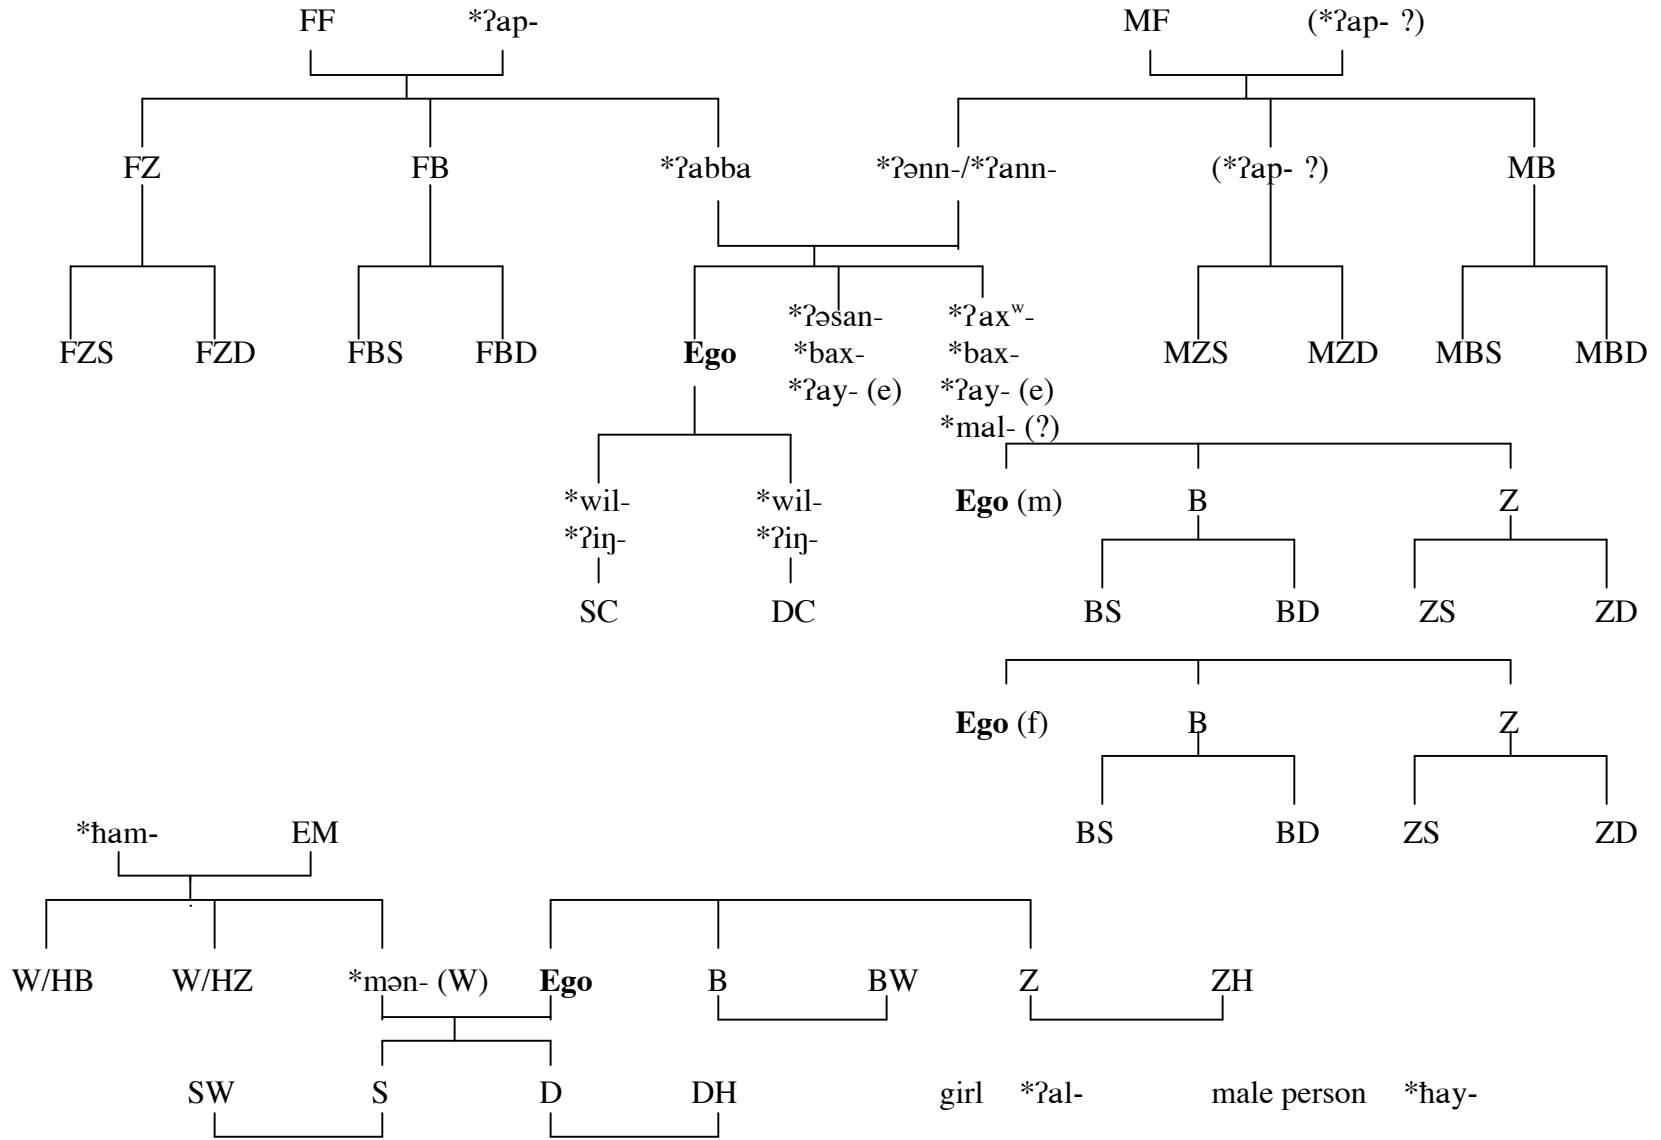 FF *ʔap- MF (*ʔap- ?)
FZ FB *ʔabba *ʔənn-/*ʔann- (*ʔap- ?) MB
*ʔəsan- *ʔaxʷ-
FZS FZD FBS FBD Ego *bax- *bax- MZS MZD MBS MBD
*ʔay- (e) *ʔay- (e)
*mal- (?)
*wil- *wil- Ego (m) B Z
*ʔiŋ- *ʔiŋ-
SC DC BS BD ZS ZD
Ego (f) B Z
*ħam- EM BS BD ZS ZD
W/HB W/HZ *mən- (W) Ego B BW Z ZH
SW S D DH girl *ʔal- male person *ħay-